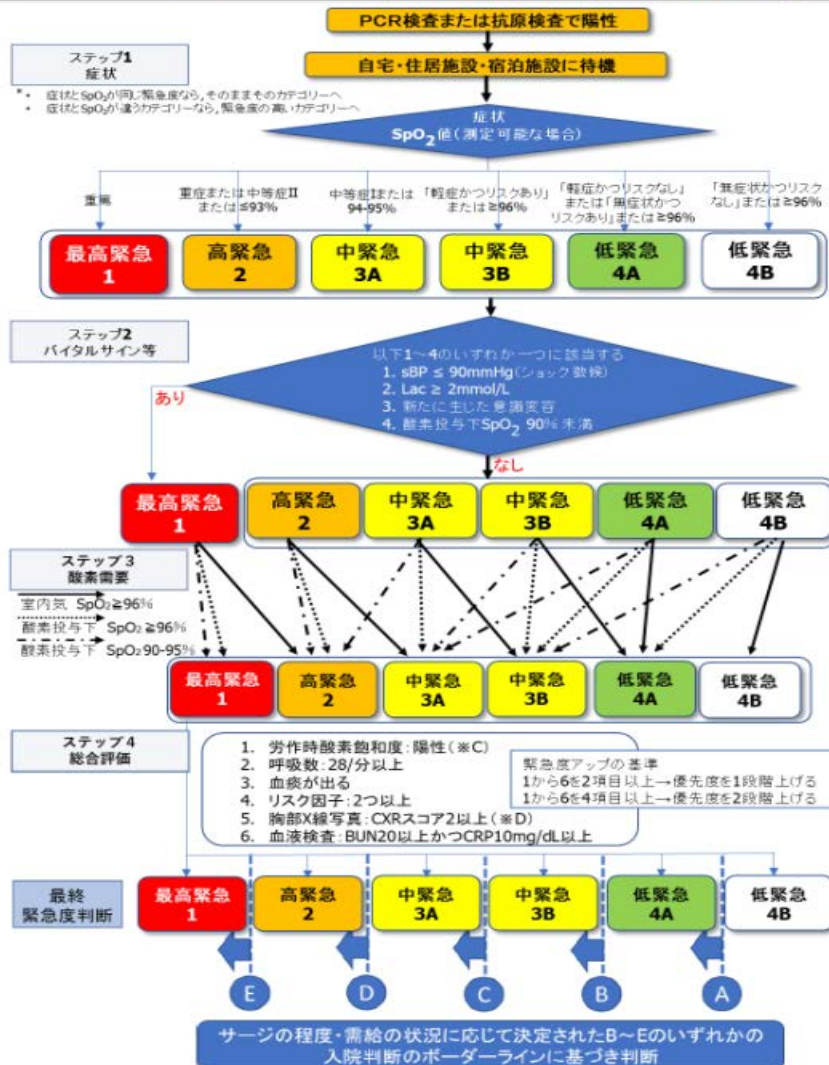 PCR検査または抗原検査で陽性
自宅・住居施設・宿泊施設に待機
ステップ1
症状
*+ 症状とSpO₂が同じ緊急度なら,そのままそのカテゴリーへ
+ 症状とSpO₂が違うカテゴリーなら,緊急度の高いカテゴリーへ
症状
SpO₂値(測定可能な場合)
重篤
重症または中等症II
または≦93%
中等症Iまたは
94-95%
「軽症かつリスクあり」
または≧96%
「軽症かつリスクなし」
または「無症状かつ
リスクあり」または≧96%
「無症状かつリスク
なし」または≧96%
最高緊急
1
高緊急
2
中緊急
3A
中緊急
3B
低緊急
4A
低緊急
4B
ステップ2
バイタルサイン等
以下1~4のいずれか一つに該当する
1. sBP ≤ 90mmHg(ショック徴候)
2. Lac ≥ 2mmol/L
3. 新たに生じた意識変容
4. 酸素投与下SpO₂ 90%未満
あり
なし
最高緊急
1
高緊急
2
中緊急
3A
中緊急
3B
低緊急
4A
低緊急
4B
ステップ3
酸素需要
室内気 SpO₂≧96%
酸素投与下 SpO₂≧96%
酸素投与下 SpO₂90-95%
最高緊急
1
高緊急
2
中緊急
3A
中緊急
3B
低緊急
4A
低緊急
4B
ステップ4
総合評価
1. 労作時酸素飽和度:陽性(※C)
2. 呼吸数:28/分以上
3. 血痰が出る
4. リスク因子:2つ以上
5. 胸部X線写真:CXRスコア2以上(※D)
6. 血液検査:BUN20以上かつCRP10mg/dL以上
緊急度アップの基準
1から6を2項目以上→優先度を1段階上げる
1から6を4項目以上→優先度を2段階上げる
最終
緊急度判断
最高緊急
1
高緊急
2
中緊急
3A
中緊急
3B
低緊急
4A
低緊急
4B
E
D
C
B
A
サージの程度・需給の状況に応じて決定されたB~Eのいずれかの
入院判断のボーダーラインに基づき判断